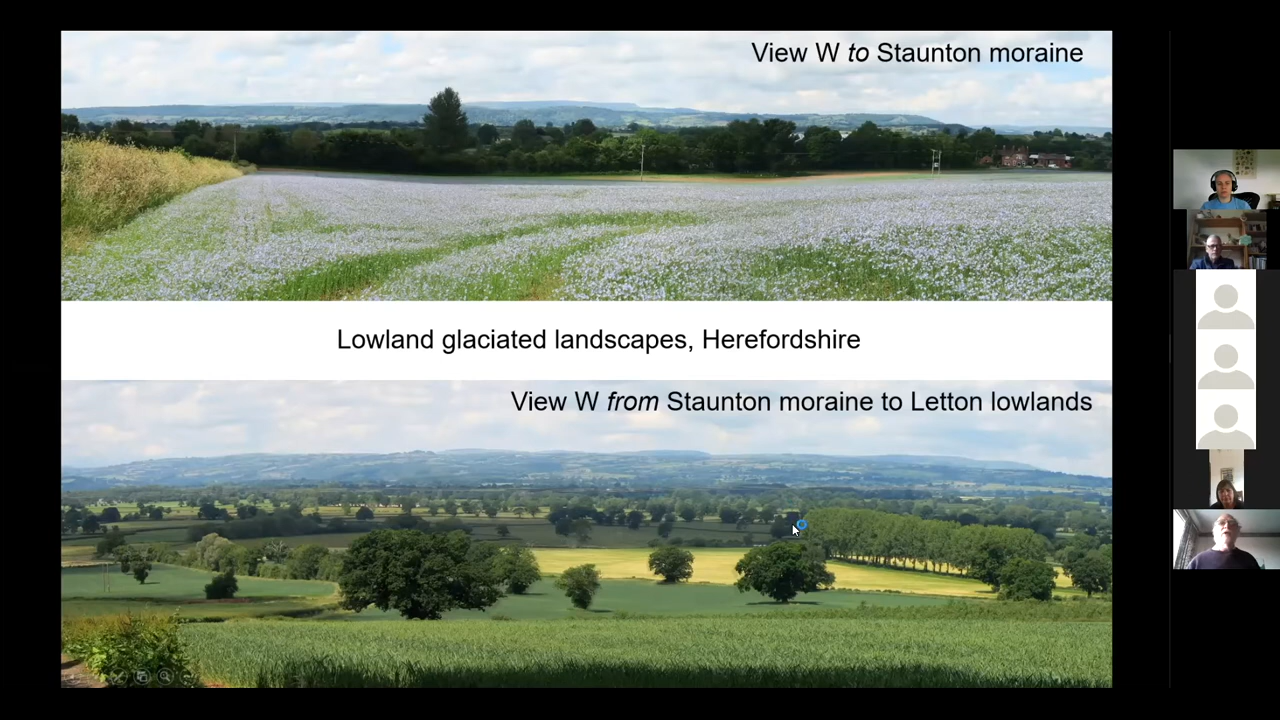 View W to Staunton moraine
Lowland glaciated landscapes, Herefordshire
View W from Staunton moraine to Letton lowlands